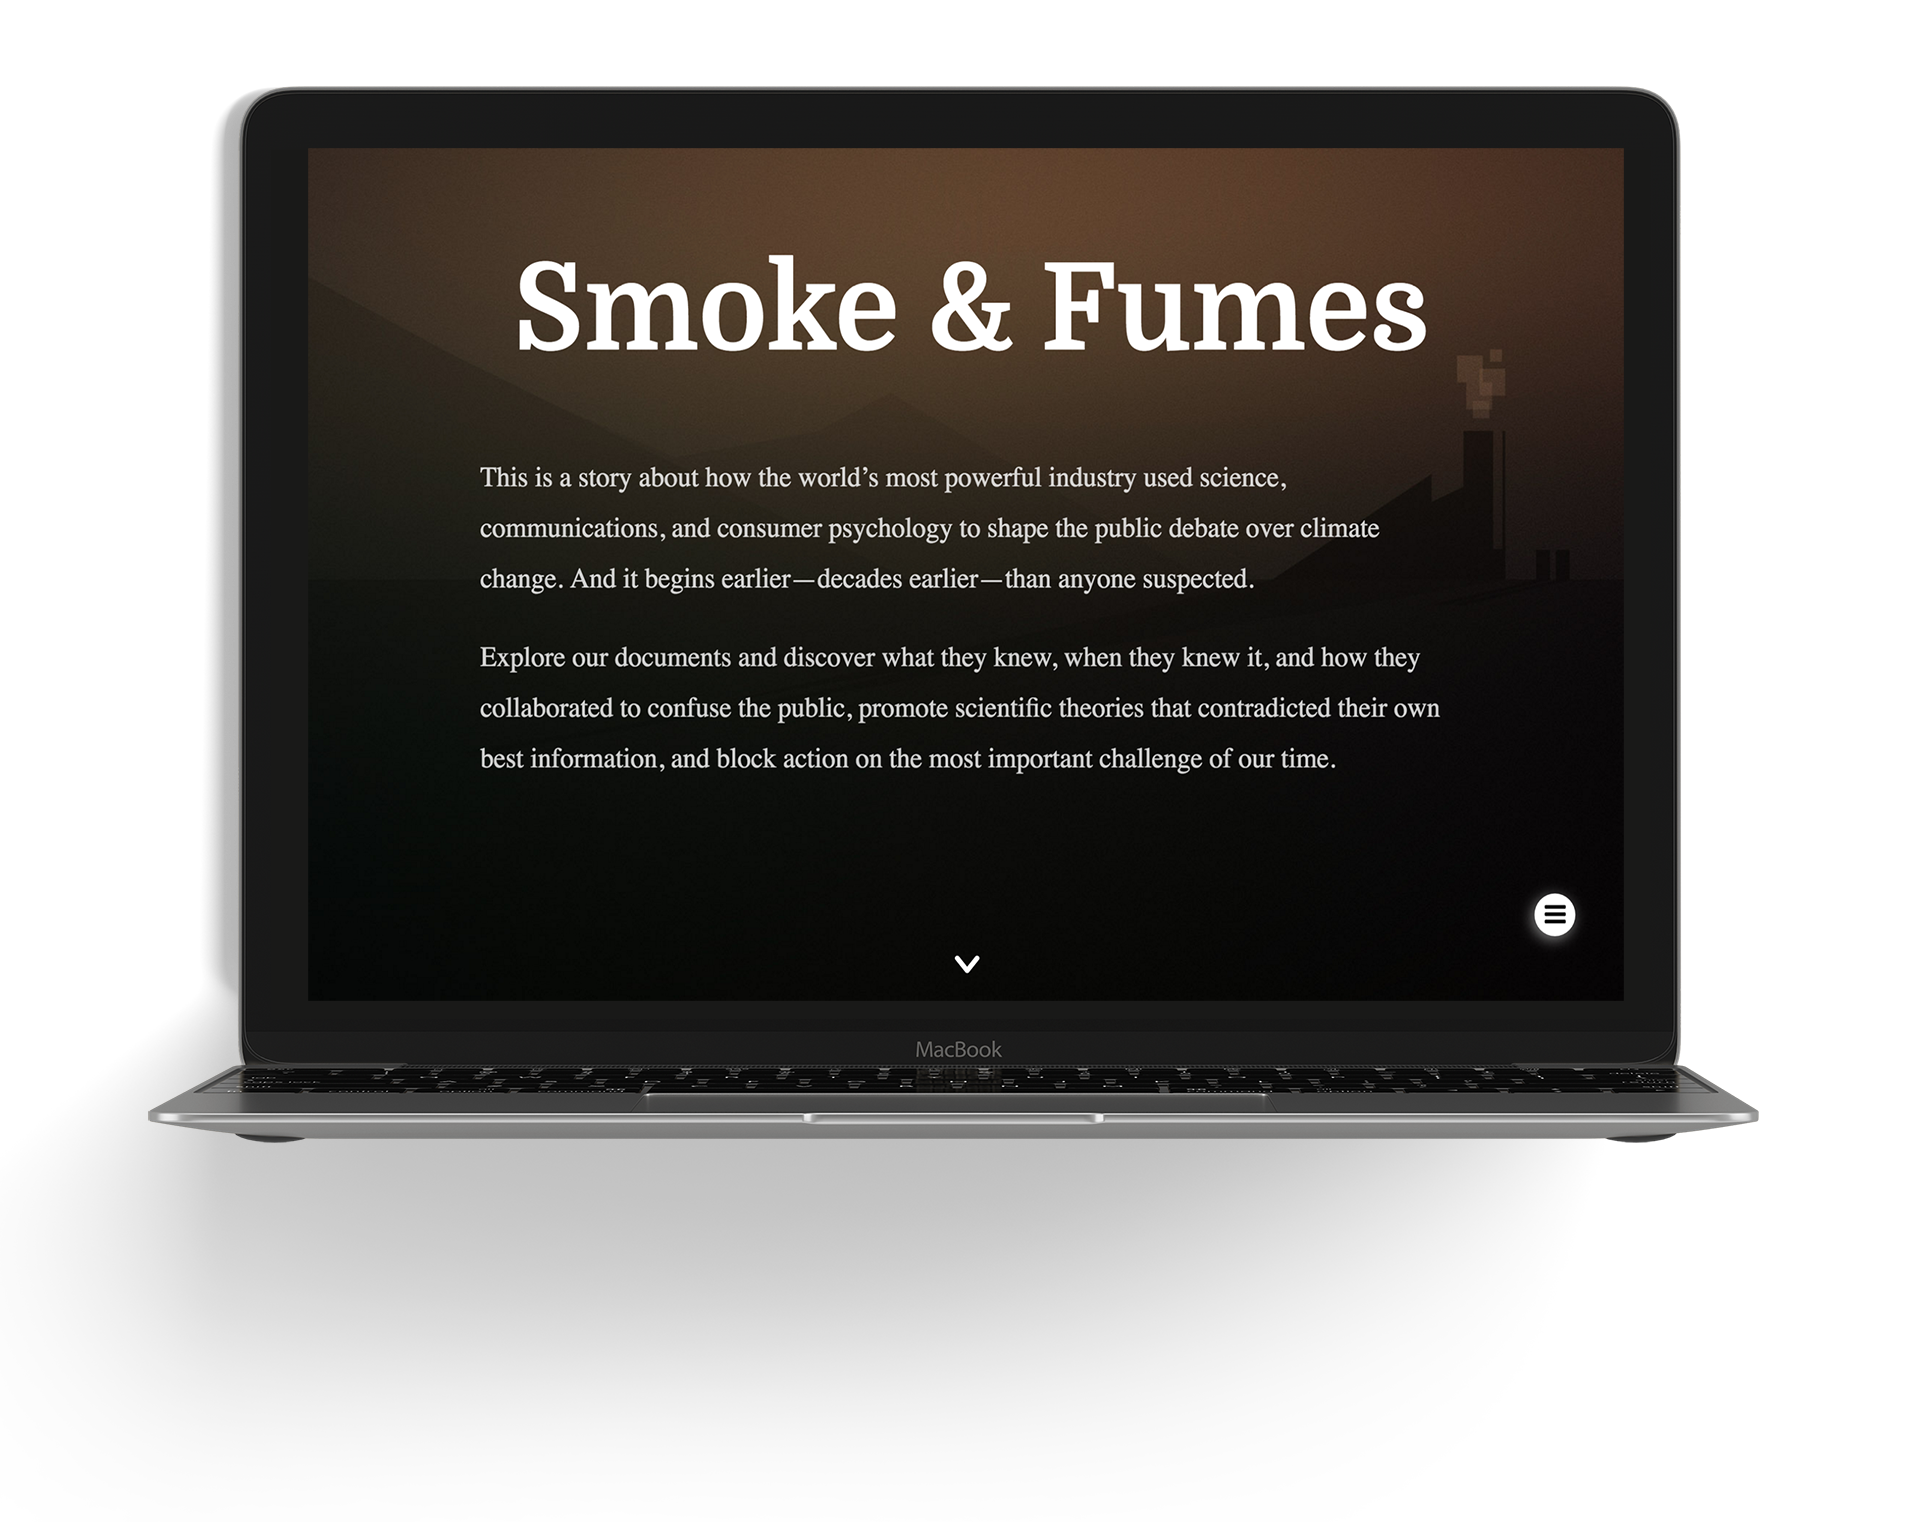 Smoke & Fumes
This is a story about how the world’s most powerful industry used science,
communications, and consumer psychology to shape the public debate over climate
change. And it begins earlier—decades earlier—than anyone suspected.
Explore our documents and discover what they knew, when they knew it, and how they
collaborated to confuse the public, promote scientific theories that contradicted their own
best information, and block action on the most important challenge of our time.
MacBook